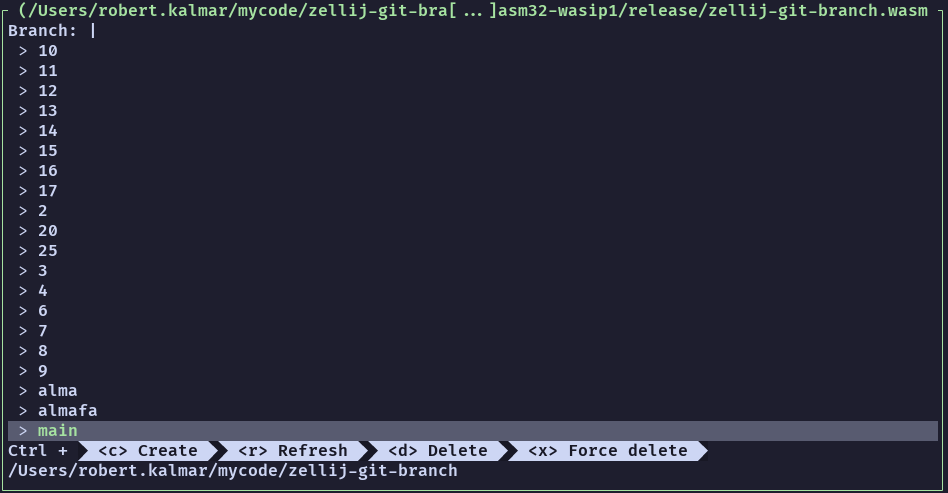 (/Users/robert.kalmar/mycode/zellij-git-bra[...]asm32-wasip1/release/zellij-git-branch.wasm
Branch: |
> 10
> 11
> 12
> 13
> 14
> 15
> 16
> 17
> 2
> 20
> 25
> 3
> 4
> 6
> 7
> 8
> 9
> alma
> almafa
> main
Ctrl + <c> Create <r> Refresh <d> Delete <x> Force delete
/Users/robert.kalmar/mycode/zellij-git-branch